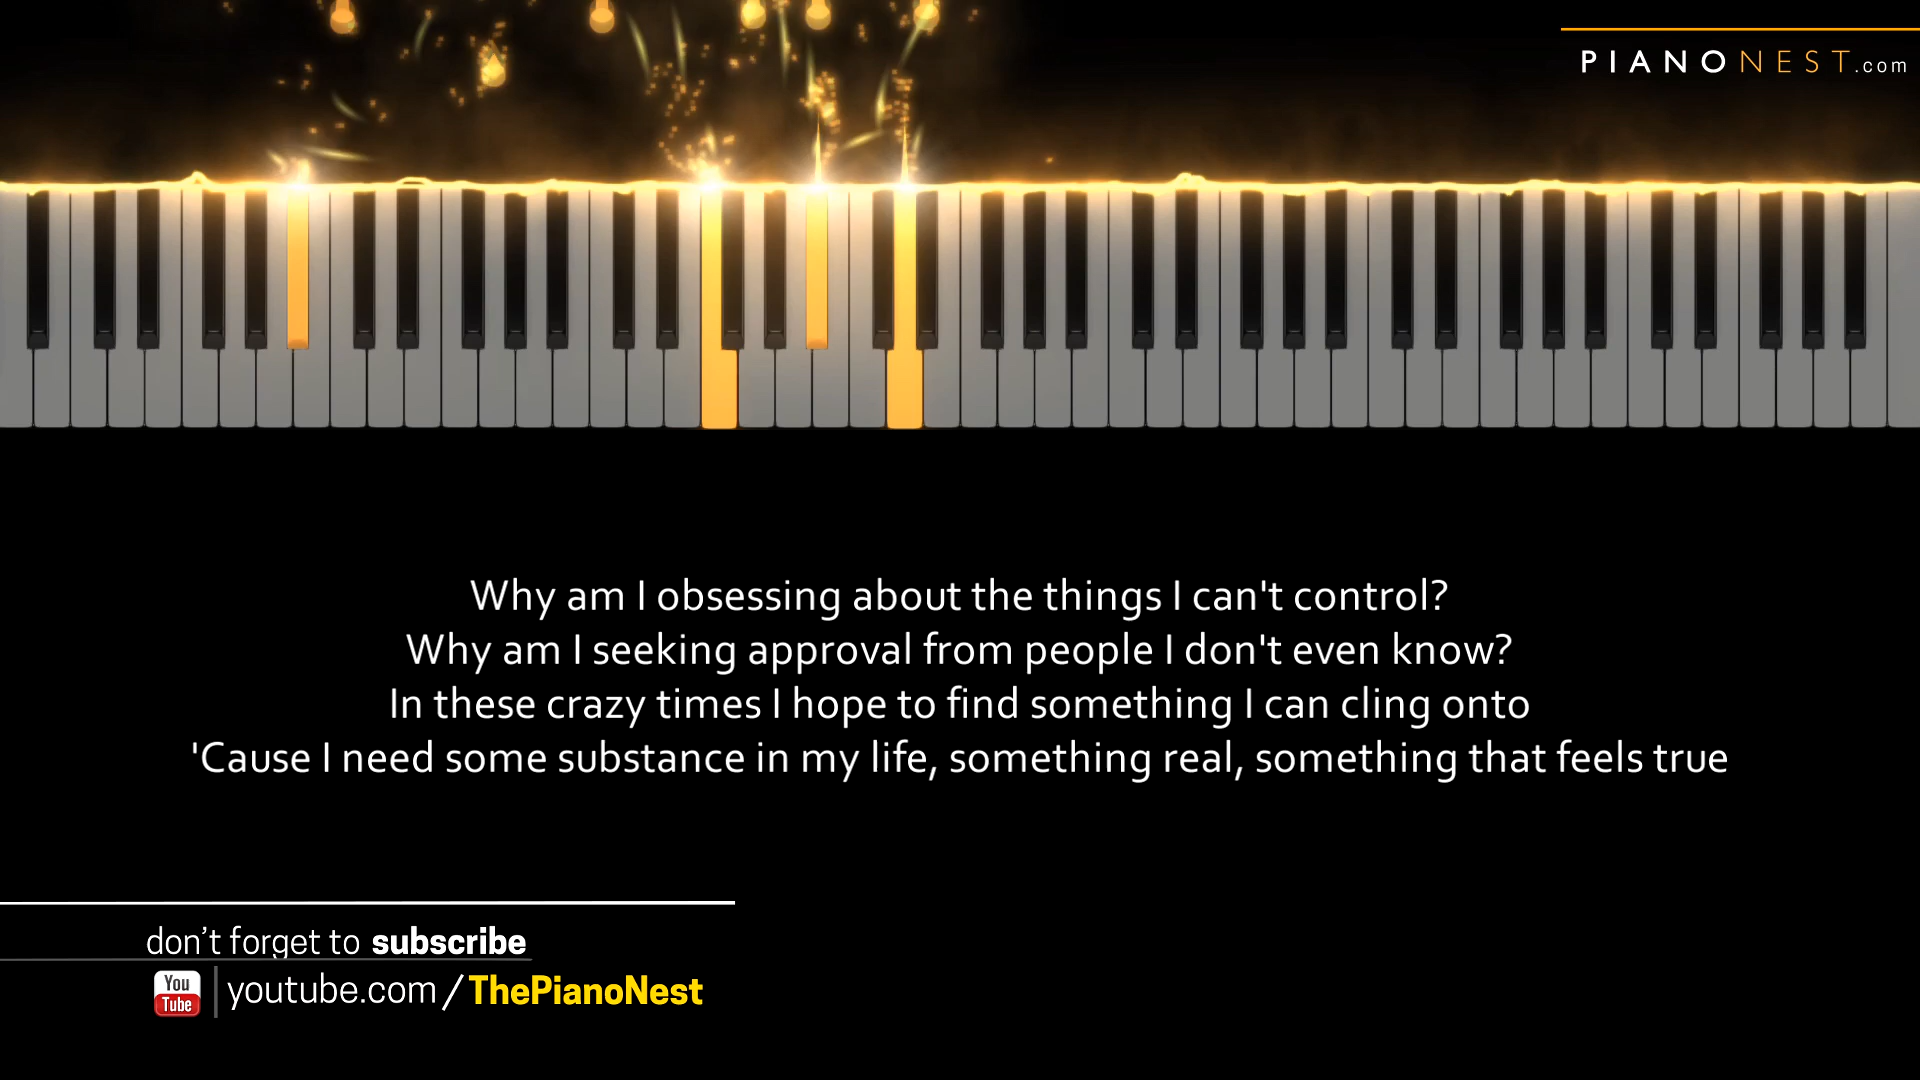 PIANONEST.com
Why am I obsessing about the things I can't control?
Why am I seeking approval from people I don't even know?
In these crazy times I hope to find something I can cling onto
'Cause I need some substance in my life, something real, something that feels true
don't forget to subscribe
You
Tube
youtube.com/ThePianoNest